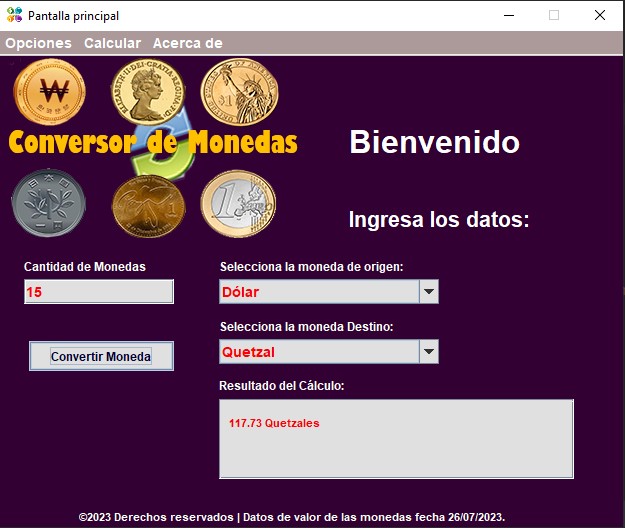 Pantalla principal
Opciones Calcular Acerca de
Conversor de Monedas
Bienvenido
Ingresa los datos:
Cantidad de Monedas
15
Convertir Moneda
Selecciona la moneda de origen:
Dólar
Selecciona la moneda Destino:
Quetzal
Resultado del Cálculo:
117.73 Quetzales
©2023 Derechos reservados | Datos de valor de las monedas fecha 26/07/2023.